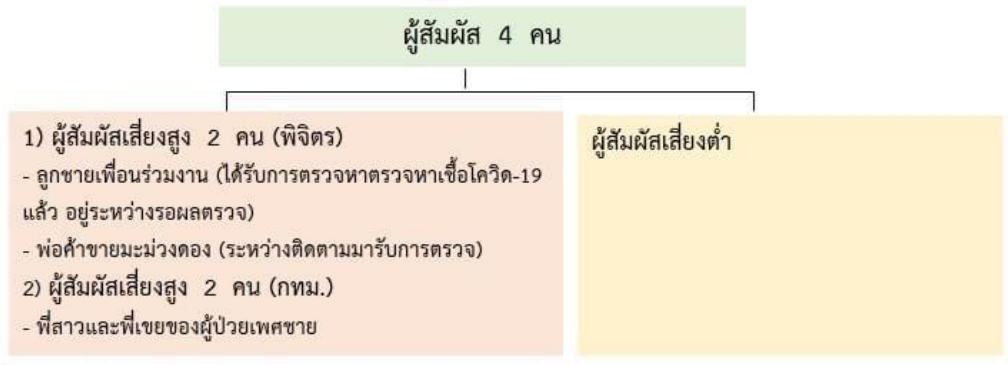 ผู้สัมผัส 4 คน
1) ผู้สัมผัสเสี่ยงสูง 2 คน (พิจิตร)
- ลูกชายเพื่อนร่วมงาน (ได้รับการตรวจหาตรวจหาเชื้อโควิด-19
แล้ว อยู่ระหว่างรอผลตรวจ)
- พ่อค้าขายมะม่วงดอง (ระหว่างติดตามมารับการตรวจ)
2) ผู้สัมผัสเสี่ยงสูง 2 คน (กทม.)
- พี่สาวและพี่เขยของผู้ป่วยเพศชาย
ผู้สัมผัสเสี่ยงต่ำ